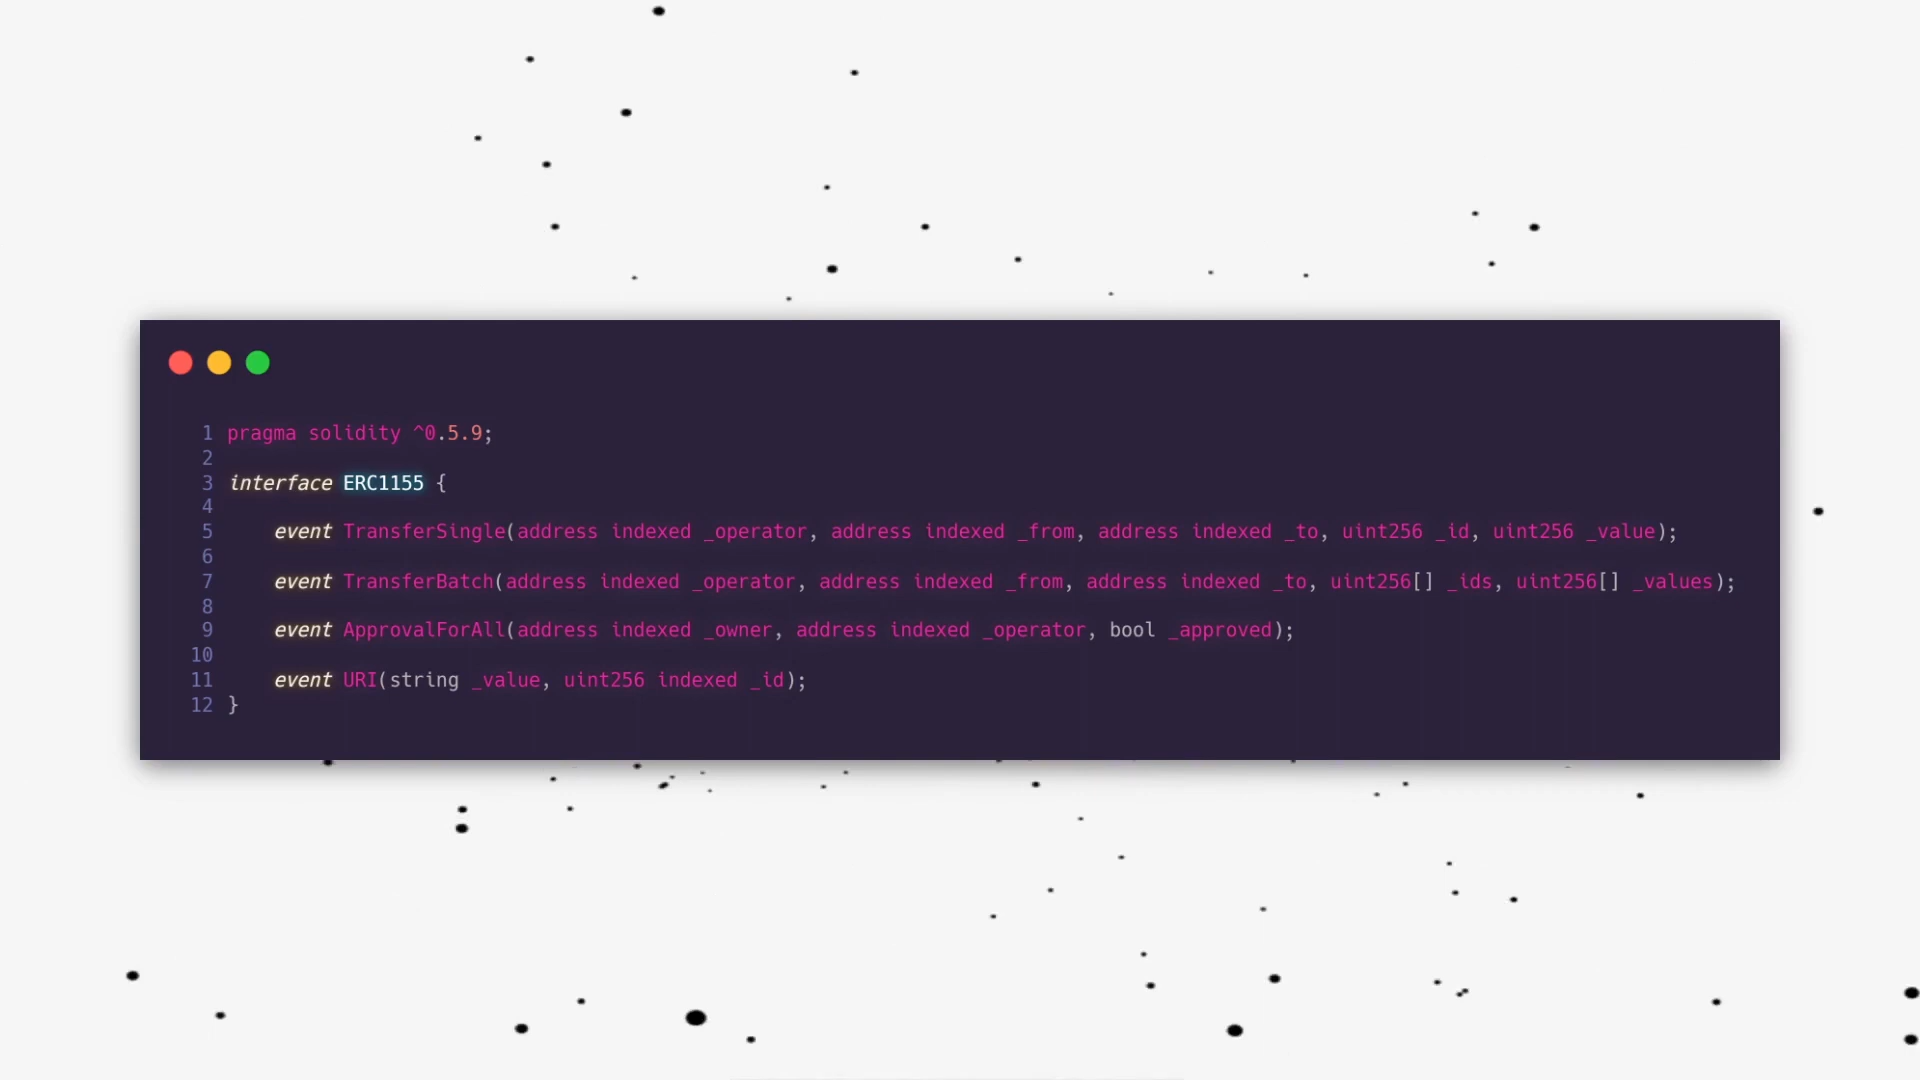 1 pragma solidity ^0.5.9;
2
3 interface ERC1155 {
4
5 event TransferSingle(address indexed _operator, address indexed _from, address indexed _to, uint256 _id, uint256 _value);
6
7 event TransferBatch(address indexed _operator, address indexed _from, address indexed _to, uint256[] _ids, uint256[] _values);
8
9 event ApprovalForAll(address indexed _owner, address indexed _operator, bool _approved);
10
11 event URI(string _value, uint256 indexed _id);
12 }